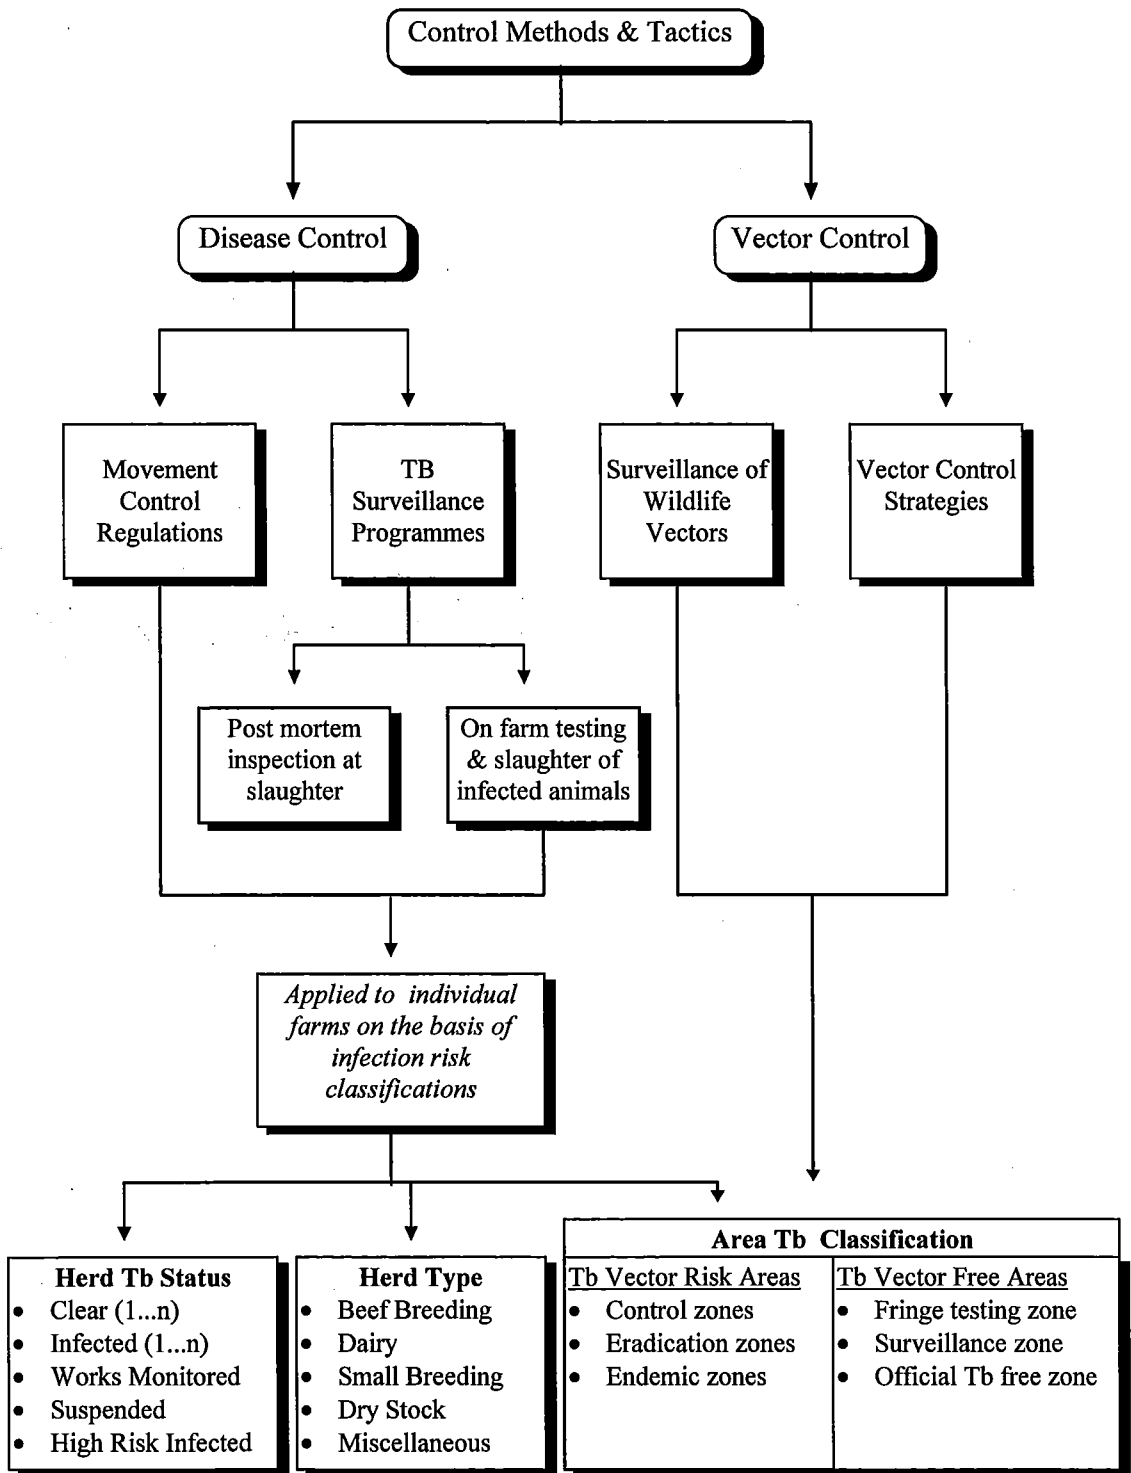 Control Methods & Tactics
Disease Control
Vector Control
Movement
Control
Regulations
TB
Surveillance
Programmes
Surveillance of
Wildlife
Vectors
Vector Control
Strategies
Post mortem
inspection at
slaughter
On farm testing
& slaughter of
infected animals
Applied to individual
farms on the basis of
infection risk
classifications
Herd Tb Status
• Clear (1...n)
• Infected (1...n)
• Works Monitored
• Suspended
• High Risk Infected
Herd Type
• Beef Breeding
• Dairy
• Small Breeding
• Dry Stock
• Miscellaneous
Area Tb Classification
Tb Vector Risk Areas
• Control zones
• Eradication zones
• Endemic zones
Tb Vector Free Areas
• Fringe testing zone
• Surveillance zone
• Official Tb free zone